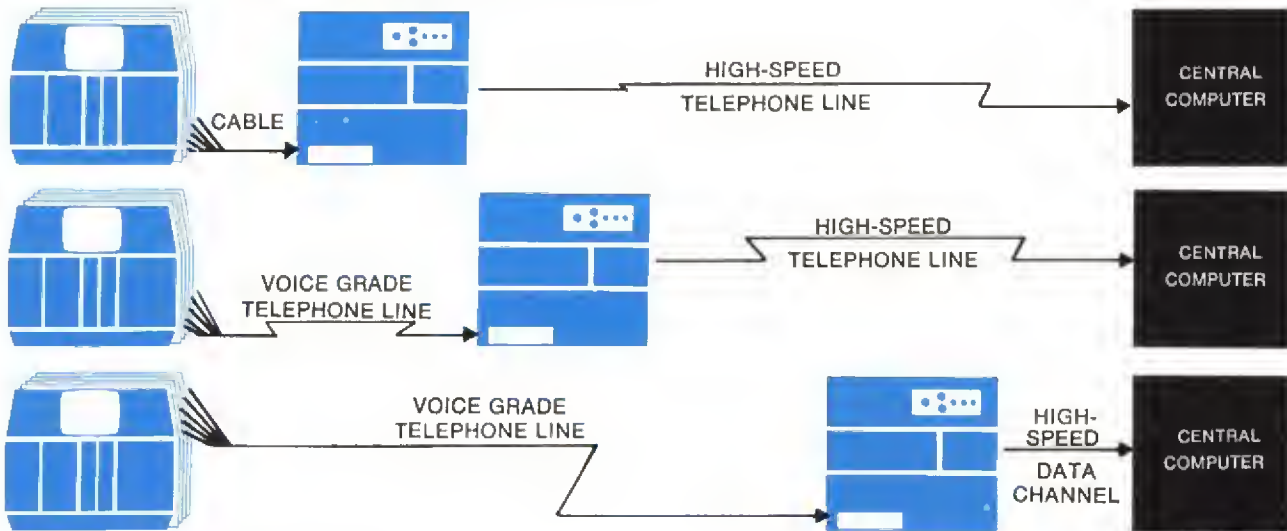 CABLE
HIGH-SPEED
TELEPHONE LINE
CENTRAL
COMPUTER
VOICE GRADE
TELEPHONE LINE
HIGH-SPEED
TELEPHONE LINE
CENTRAL
COMPUTER
VOICE GRADE
TELEPHONE LINE
HIGH-
SPEED
DATA
CHANNEL
CENTRAL
COMPUTER